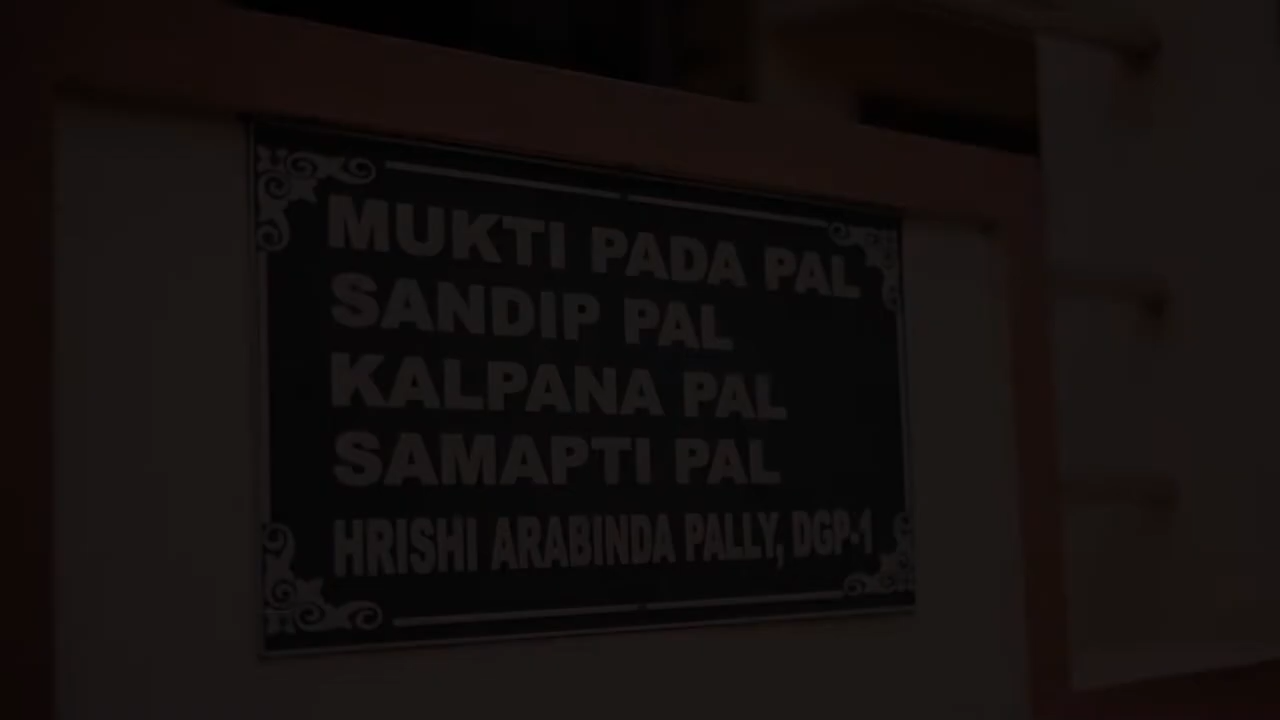 MUKTI PADA PAL
SANDIP PAL
KALPANA PAL
SAMAPTI PAL
HRISHI ARABINDA PALLY, DGP-1